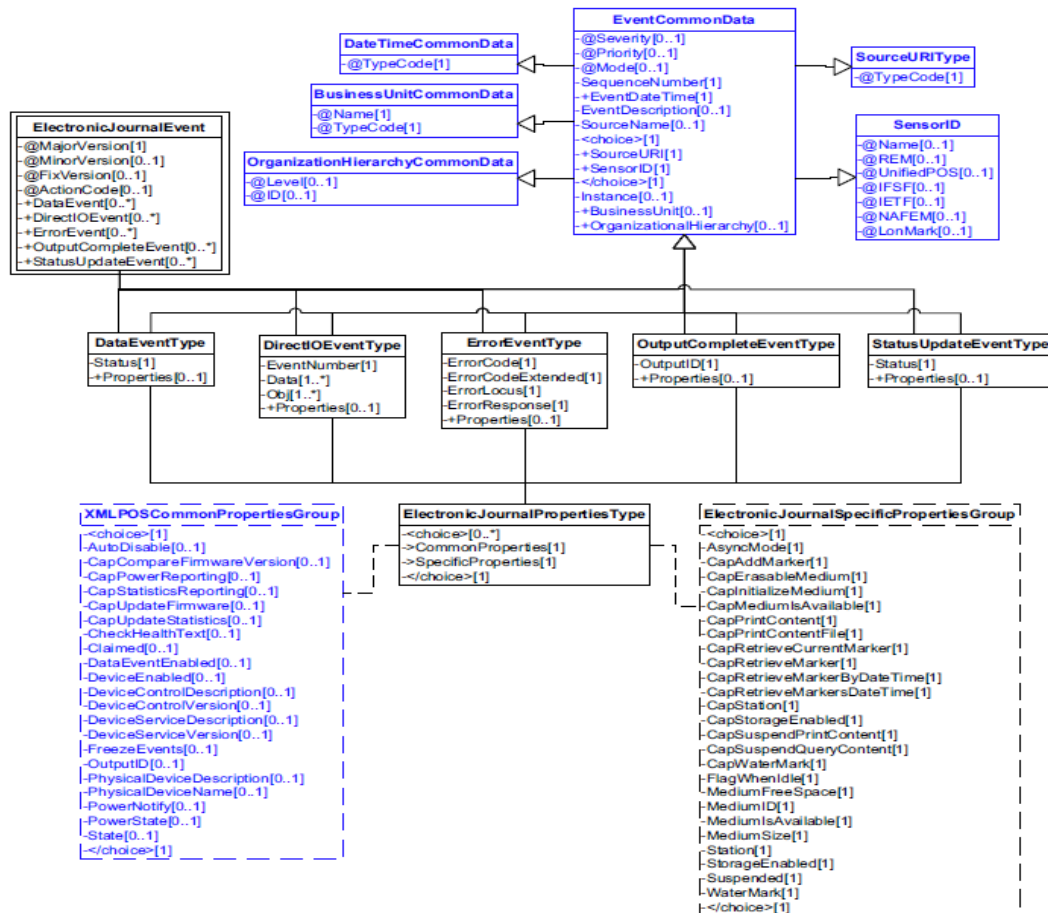 EventCommonData
-@Severity[0..1]
-@Priority[0..1]
-@Mode[0..1]
-SequenceNumber[1]
-+EventDateTime[1]
-EventDescription[0..1]
-SourceName[0..1]
-<choice>[1]
-+SourceURI[1]
-+SensorID[1]
-</choice>[1]
-Instance[0..1]
-+BusinessUnit[0..1]
-+OrganizationalHierarchy[0..1]
DateTimeCommonData
-@TypeCode[1]
BusinessUnitCommonData
-@Name[1]
-@TypeCode[1]
OrganizationHierarchyCommonData
-@Level[0..1]
-@ID[0..1]
SourceURIType
-@TypeCode[1]
SensorID
-@Name[0..1]
-@REM[0..1]
-@UnifiedPOS[0..1]
-@IFSF[0..1]
-@IETF[0..1]
-@NAFEM[0..1]
-@LonMark[0..1]
ElectronicJournalEvent
-@MajorVersion[1]
-@MinorVersion[0..1]
-@FixVersion[0..1]
-@ActionCode[0..1]
-+DataEvent[0..*]
-+DirectIOEvent[0..*]
-+ErrorEvent[0..*]
-+OutputCompleteEvent[0..*]
-+StatusUpdateEvent[0..*]
DataEventType
-Status[1]
-+Properties[0..1]
DirectIOEventType
-EventNumber[1]
-Data[1..*]
-Obj[1..*]
-+Properties[0..1]
ErrorEventType
-ErrorCode[1]
-ErrorCodeExtended[1]
-ErrorLocus[1]
-ErrorResponse[1]
-+Properties[0..1]
OutputCompleteEventType
-OutputID[1]
-+Properties[0..1]
StatusUpdateEventType
-Status[1]
-+Properties[0..1]
XMLPOSCommonPropertiesGroup
-<choice>[1]
-AutoDisable[0..1]
-CapCompareFirmwareVersion[0..1]
-CapPowerReporting[0..1]
-CapStatisticsReporting[0..1]
-CapUpdateFirmware[0..1]
-CapUpdateStatistics[0..1]
-CheckHealthText[0..1]
-Claimed[0..1]
-DataEventEnabled[0..1]
-DeviceEnabled[0..1]
-DeviceControlDescription[0..1]
-DeviceControlVersion[0..1]
-DeviceServiceDescription[0..1]
-DeviceServiceVersion[0..1]
-FreezeEvents[0..1]
-OutputID[0..1]
-PhysicalDeviceDescription[0..1]
-PhysicalDeviceName[0..1]
-PowerNotify[0..1]
-PowerState[0..1]
-State[0..1]
-</choice>[1]
ElectronicJournalPropertiesType
-<choice>[0..*]
->CommonProperties[1]
->SpecificProperties[1]
-</choice>[1]
ElectronicJournalSpecificPropertiesGroup
-<choice>[1]
-AsyncMode[1]
-CapAddMarker[1]
-CapErasableMedium[1]
-CapInitializeMedium[1]
-CapMediumIsAvailable[1]
-CapPrintContent[1]
-CapPrintContentFile[1]
-CapRetrieveCurrentMarker[1]
-CapRetrieveMarker[1]
-CapRetrieveMarkerByDateTime[1]
-CapRetrieveMarkersDateTime[1]
-CapStation[1]
-CapStorageEnabled[1]
-CapSuspendPrintContent[1]
-CapSuspendQueryContent[1]
-CapWaterMark[1]
-FlagWhenIdle[1]
-MediumFreeSpace[1]
-MediumID[1]
-MediumIsAvailable[1]
-MediumSize[1]
-Station[1]
-StorageEnabled[1]
-Suspended[1]
-WaterMark[1]
-</choice>[1]